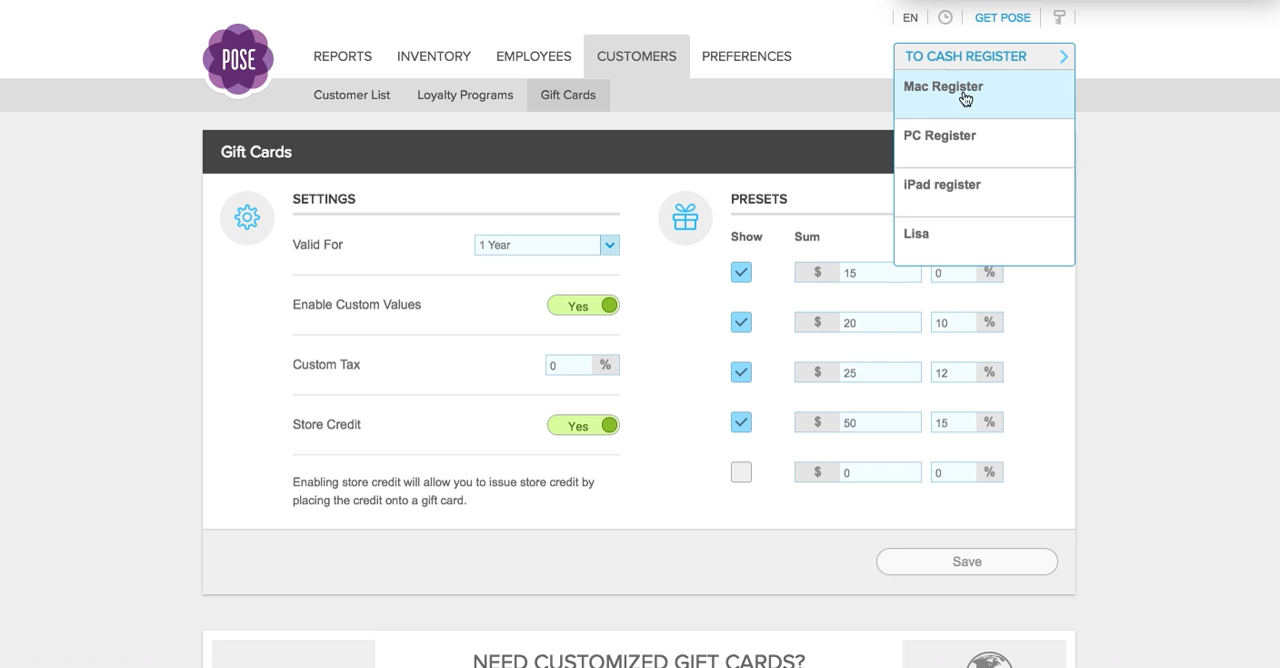 EN
GET POSE
POSE
REPORTS INVENTORY EMPLOYEES CUSTOMERS PREFERENCES
TO CASH REGISTER
Customer List Loyalty Programs Gift Cards
Mac Register
PC Register
iPad register
Lisa
Gift Cards
SETTINGS
Valid For 1 Year
Enable Custom Values Yes
Custom Tax 0 %
Store Credit Yes
Enabling store credit will allow you to issue store credit by
placing the credit onto a gift card.
PRESETS
Show Sum
$ 15 0 %
$ 20 10 %
$ 25 12 %
$ 50 15 %
$ 0 0 %
Save
NEED CUSTOMIZED GIFT CARDS?